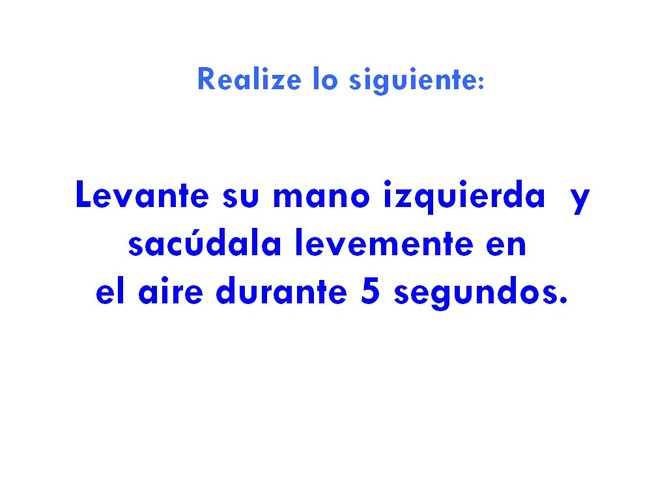 Realize lo siguiente:
Levante su mano izquierda  y
sacúdala levemente en
el aire durante 5 segundos.